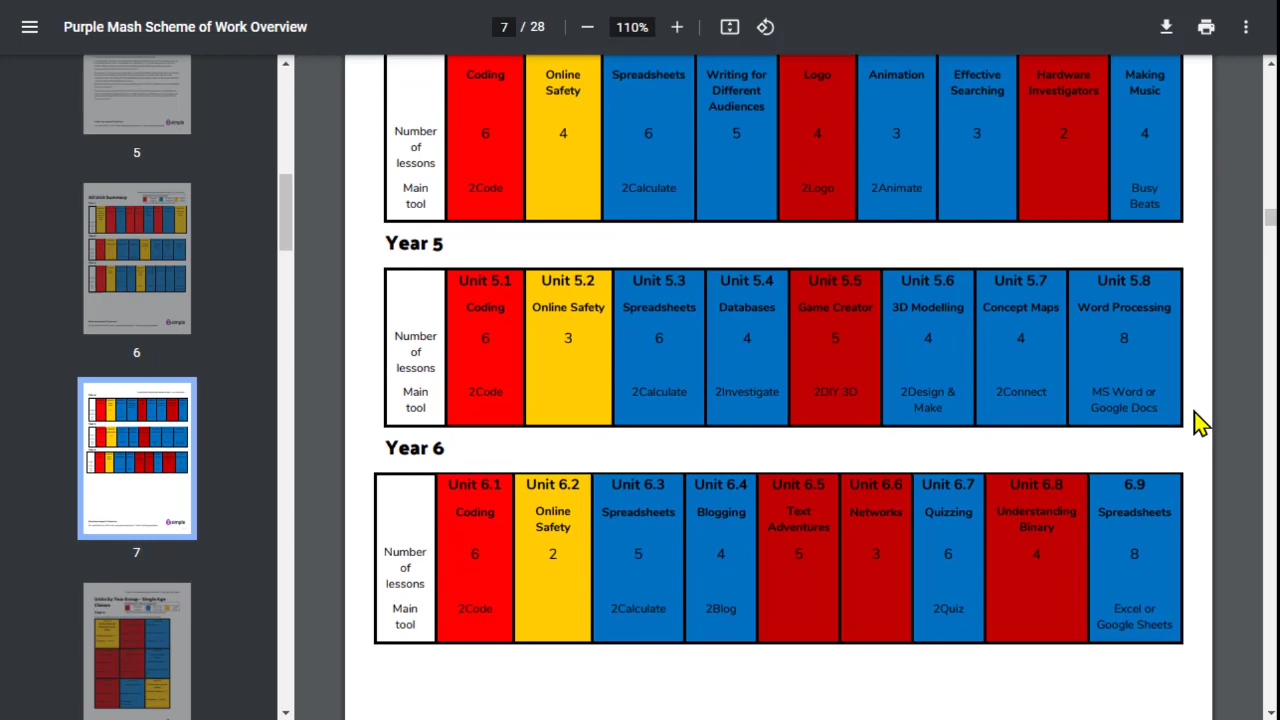 Purple Mash Scheme of Work Overview
7 / 28
110%
5
6
7
Coding
Online Safety
Spreadsheets
Writing for Different Audiences
Logo
Animation
Effective Searching
Hardware Investigators
Making Music
Number of lessons
6
4
6
5
4
3
3
2
4
Main tool
2Code
2Calculate
2Logo
2Animate
Busy Beats
Year 5
Unit 5.1
Unit 5.2
Unit 5.3
Unit 5.4
Unit 5.5
Unit 5.6
Unit 5.7
Unit 5.8
Coding
Online Safety
Spreadsheets
Databases
Game Creator
3D Modelling
Concept Maps
Word Processing
Number of lessons
6
3
6
4
5
4
4
8
Main tool
2Code
2Calculate
2Investigate
2DIY 3D
2Design & Make
2Connect
MS Word or Google Docs
Year 6
Unit 6.1
Unit 6.2
Unit 6.3
Unit 6.4
Unit 6.5
Unit 6.6
Unit 6.7
Unit 6.8
6.9
Coding
Online Safety
Spreadsheets
Blogging
Text Adventures
Networks
Quizzing
Understanding Binary
Spreadsheets
Number of lessons
6
2
5
4
5
3
6
4
8
Main tool
2Code
2Calculate
2Blog
2Quiz
Excel or Google Sheets